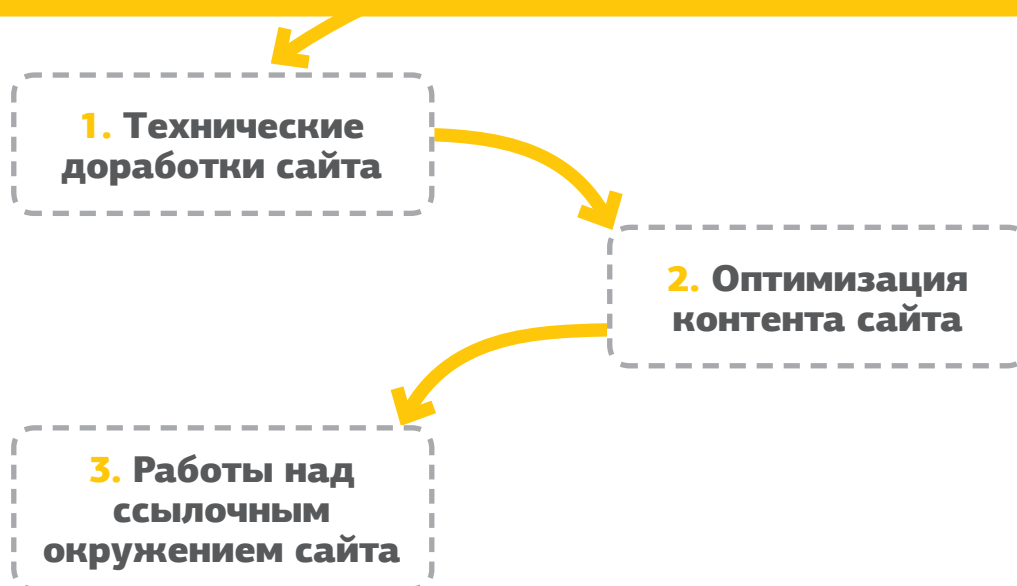 1. Технические
доработки сайта
2. Оптимизация
контента сайта
3. Работы над
ссылочным
окружением сайта